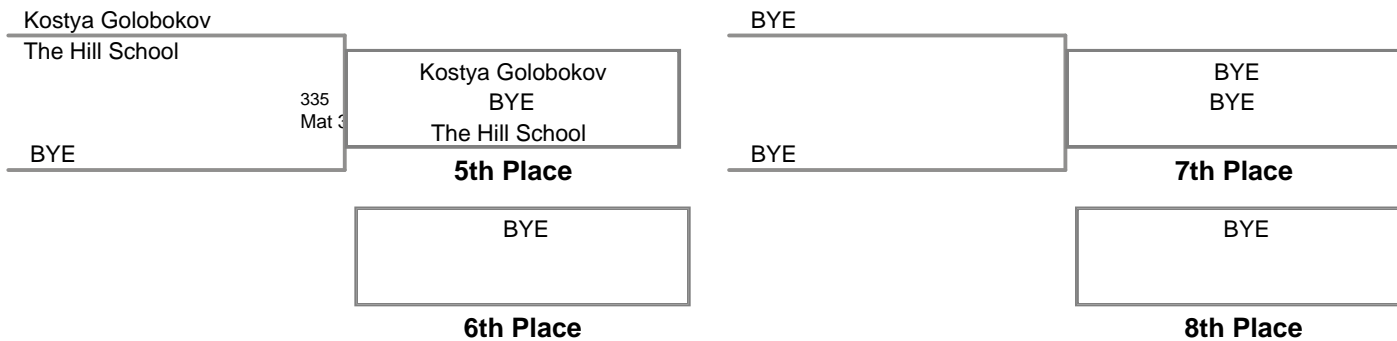 Kostya Golobokov
The Hill School
335
Mat
BYE
Kostya Golobokov
BYE
The Hill School
5th Place
BYE
6th Place
BYE
BYE
BYE
BYE
7th Place
BYE
8th Place